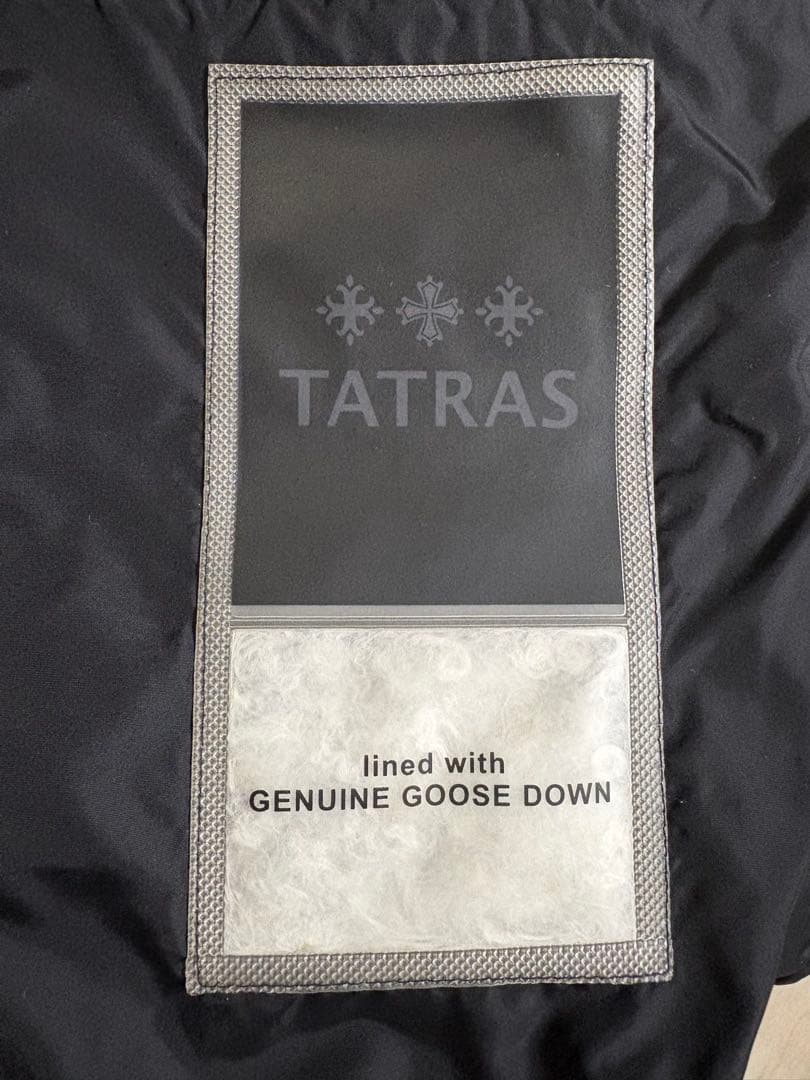 TATRAS
lined with
GENUINE GOOSE DOWN